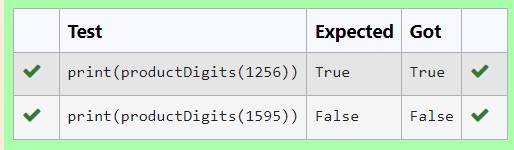 Test Expected Got
print(productDigits(1256)) True True
print(productDigits(1595)) False False